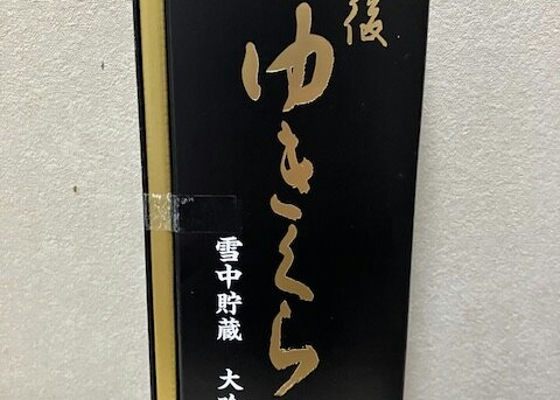 後
ゆきくら
雪中貯蔵 大